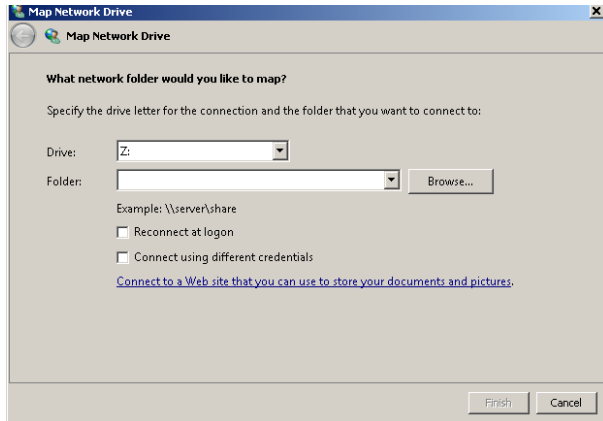 Map Network Drive
Map Network Drive
What network folder would you like to map?
Specify the drive letter for the connection and the folder that you want to connect to:
Drive: Z:
Folder: Browse...
Example: \\server\share
Reconnect at logon
Connect using different credentials
Connect to a Web site that you can use to store your documents and pictures.
Finish Cancel